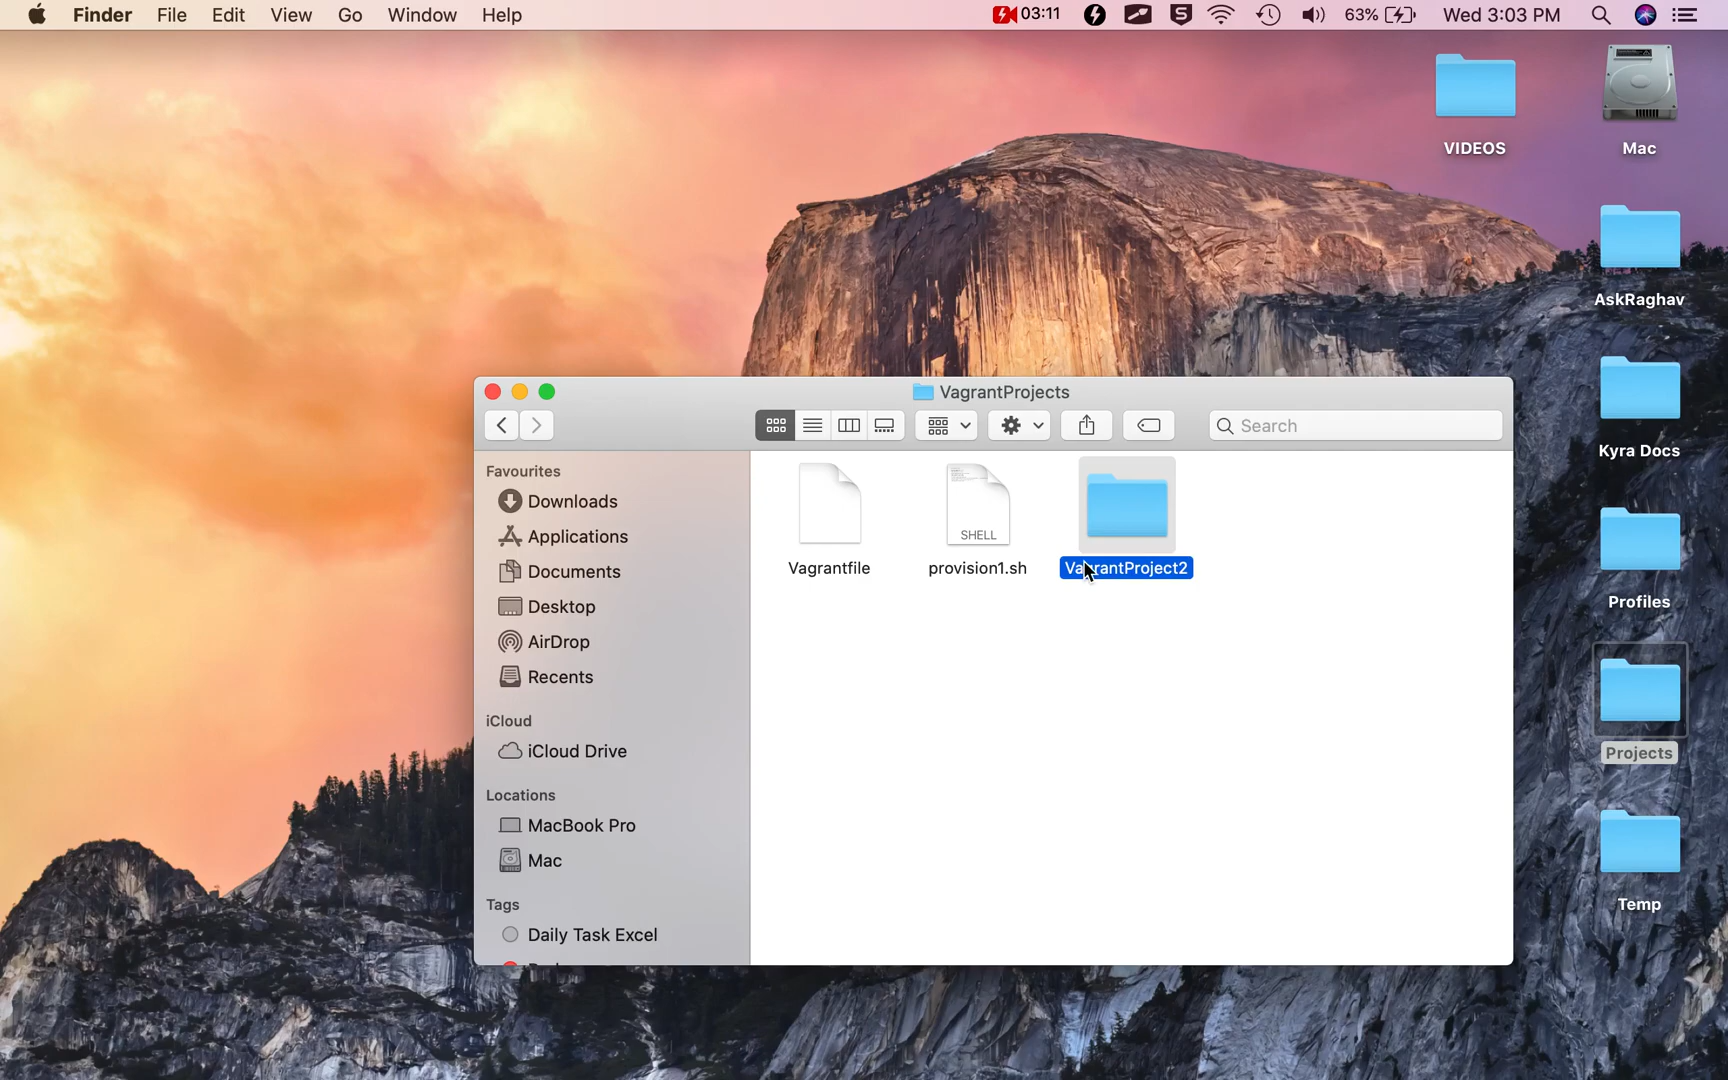 Finder File Edit View Go Window Help 03:11 63% Wed 3:03 PM
VIDEOS
Mac
AskRaghav
Kyra Docs
Profiles
Projects
Temp
VagrantProjects
Search
Favourites
Downloads
Applications
Documents
Desktop
AirDrop
Recents
iCloud
iCloud Drive
Locations
MacBook Pro
Mac
Tags
Daily Task Excel
SHELL
Vagrantfile
provision1.sh
VagrantProject2